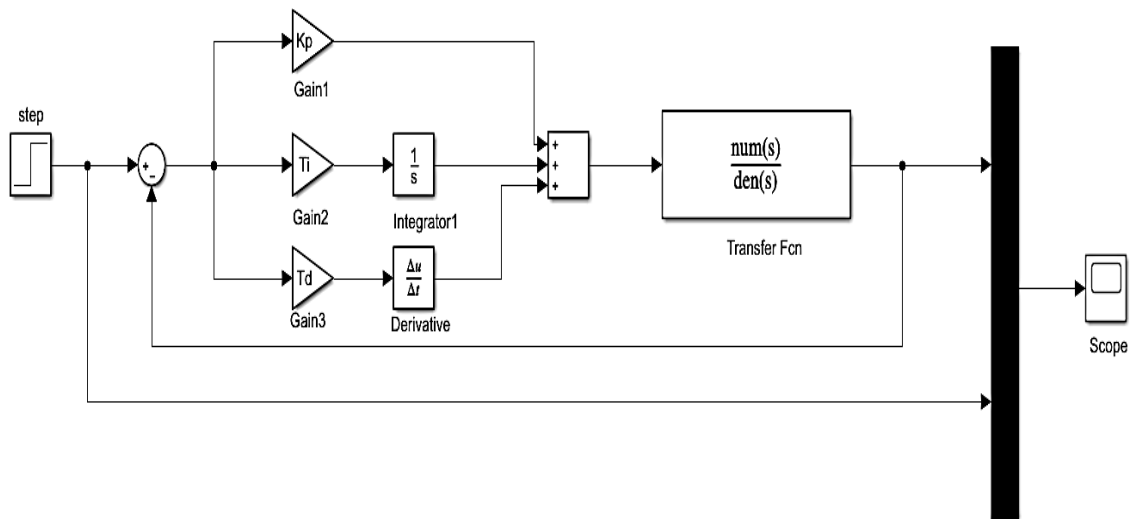 Kp
Gain1
step
+
−
Ti
Gain2
1
s
Integrator1
+
+
+
num(s)
den(s)
Transfer Fcn
Td
Gain3
Δu
Δt
Derivative
Scope